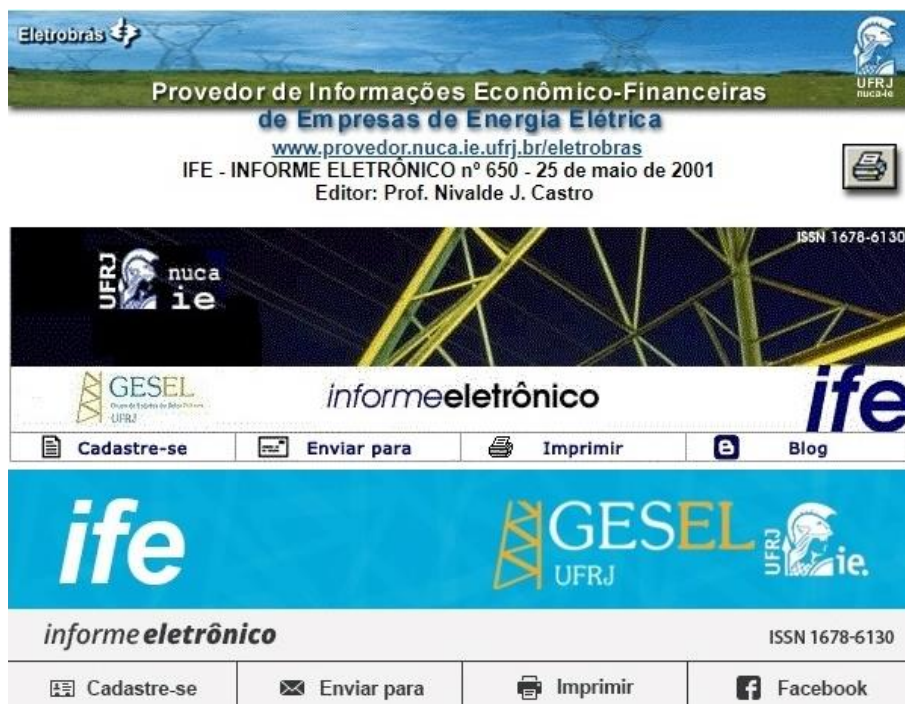 Eletrobrás
UFRJ
nuca-ie
Provedor de Informações Econômico-Financeiras
de Empresas de Energia Elétrica
www.provedor.nuca.ie.ufrj.br/eletrobras
IFE - INFORME ELETRÔNICO nº 650 - 25 de maio de 2001
Editor: Prof. Nivalde J. Castro
ISSN 1678-6130
UFRJ
nuca
ie
GESEL
UFRJ
informeeletrônico
ife
Cadastre-se Enviar para Imprimir Blog
ife
GESEL
UFRJ
UFRJ
ie.
informe eletrônico
ISSN 1678-6130
Cadastre-se Enviar para Imprimir Facebook